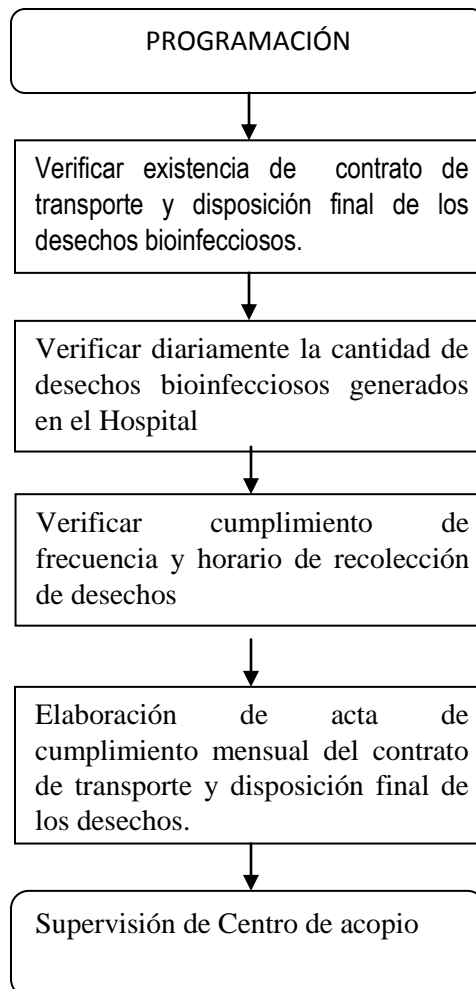 PROGRAMACIÓN
Verificar existencia de contrato de
transporte y disposición final de los
desechos bioinfecciosos.
Verificar diariamente la cantidad de
desechos bioinfecciosos generados
en el Hospital
Verificar cumplimiento de
frecuencia y horario de recolección
de desechos
Elaboración de acta de
cumplimiento mensual del contrato
de transporte y disposición final de
los desechos.
Supervisión de Centro de acopio